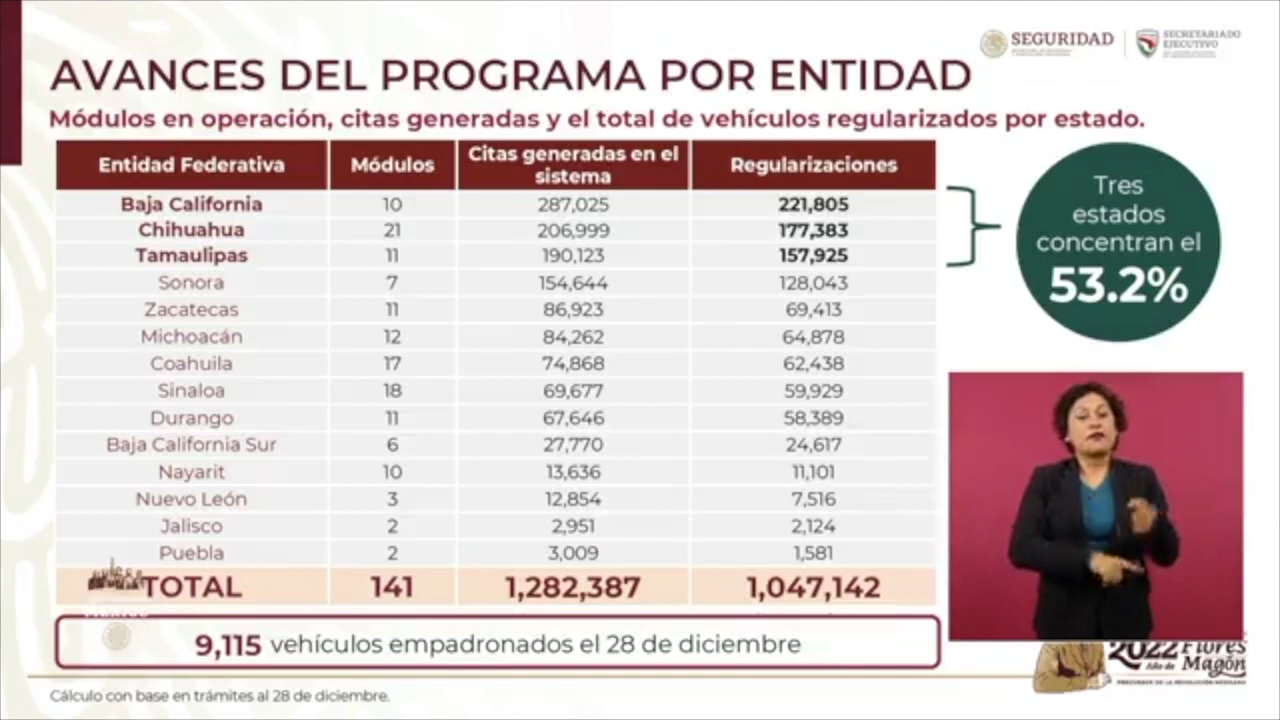 SEGURIDAD
SECRETARIADO
EJECUTIVO
AVANCES DEL PROGRAMA POR ENTIDAD
Módulos en operación, citas generadas y el total de vehículos regularizados por estado.
Entidad Federativa Módulos Citas generadas en el sistema Regularizaciones
Baja California 10 287,025 221,805
Chihuahua 21 206,999 177,383
Tamaulipas 11 190,123 157,925
Sonora 7 154,644 128,043
Zacatecas 11 86,923 69,413
Michoacán 12 84,262 64,878
Coahuila 17 74,868 62,438
Sinaloa 18 69,677 59,929
Durango 11 67,646 58,389
Baja California Sur 6 27,770 24,617
Nayarit 10 13,636 11,101
Nuevo León 3 12,854 7,516
Jalisco 2 2,951 2,124
Puebla 2 3,009 1,581
TOTAL 141 1,282,387 1,047,142
Tres
estados
concentran el
53.2%
9,115 vehículos empadronados el 28 de diciembre
2022 Flores
Año de Magón
PRECURSOR DE LA REVOLUCIÓN MEXICANA
Cálculo con base en trámites al 28 de diciembre.